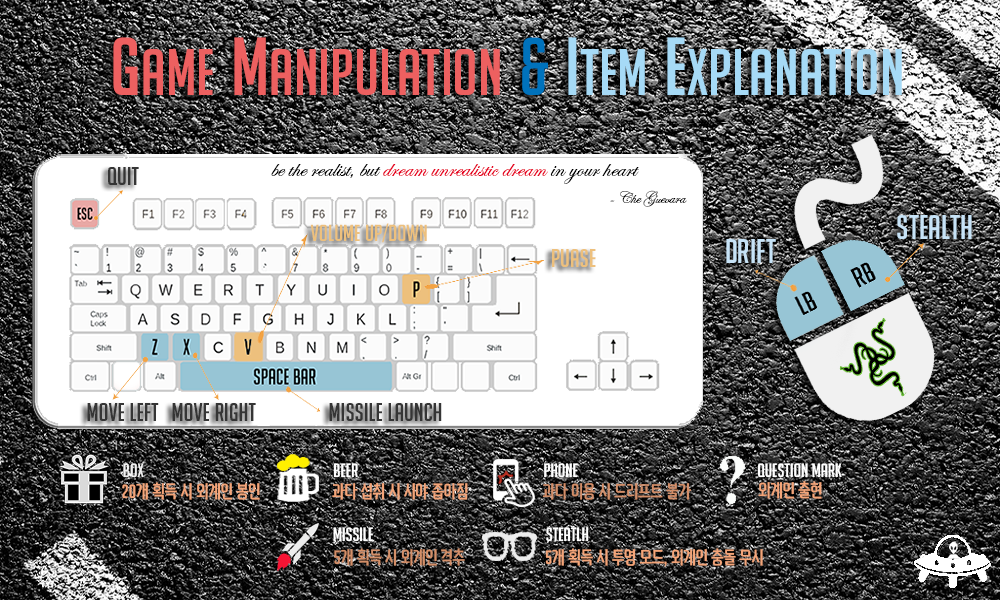 GAME MANIPULATION & ITEM EXPLANATION
be the realist, but dream unrealistic dream in your heart
- Che Guevara
QUIT
ESC F1 F2 F3 F4 F5 F6 F7 F8 F9 F10 F11 F12
VOLUME UP/DOWN
~ ! @ # $ % ^ & * ( ) _ + |
` 1 2 3 4 5 6 7 8 9 0 - = \
Tab Q W E R T Y U I O P { }
[ ]
Caps Lock A S D F G H J K L : "
; '
Shift Z X C V B N M < > ? Shift
, . /
Ctrl Alt SPACE BAR Alt Gr Ctrl
MOVE LEFT MOVE RIGHT MISSILE LAUNCH
PURSE
DRIFT
STEALTH
LB RB
BOX
20개 획득 시 외계인 봉인
BEER
과다 섭취 시 시야 좁아짐
PHONE
과다 이용 시 드리프트 불가
QUESTION MARK
외계인 출현
MISSILE
5개 획득 시 외계인 격추
STEATLH
5개 획득 시 투명 모드, 외계인 충돌 무시